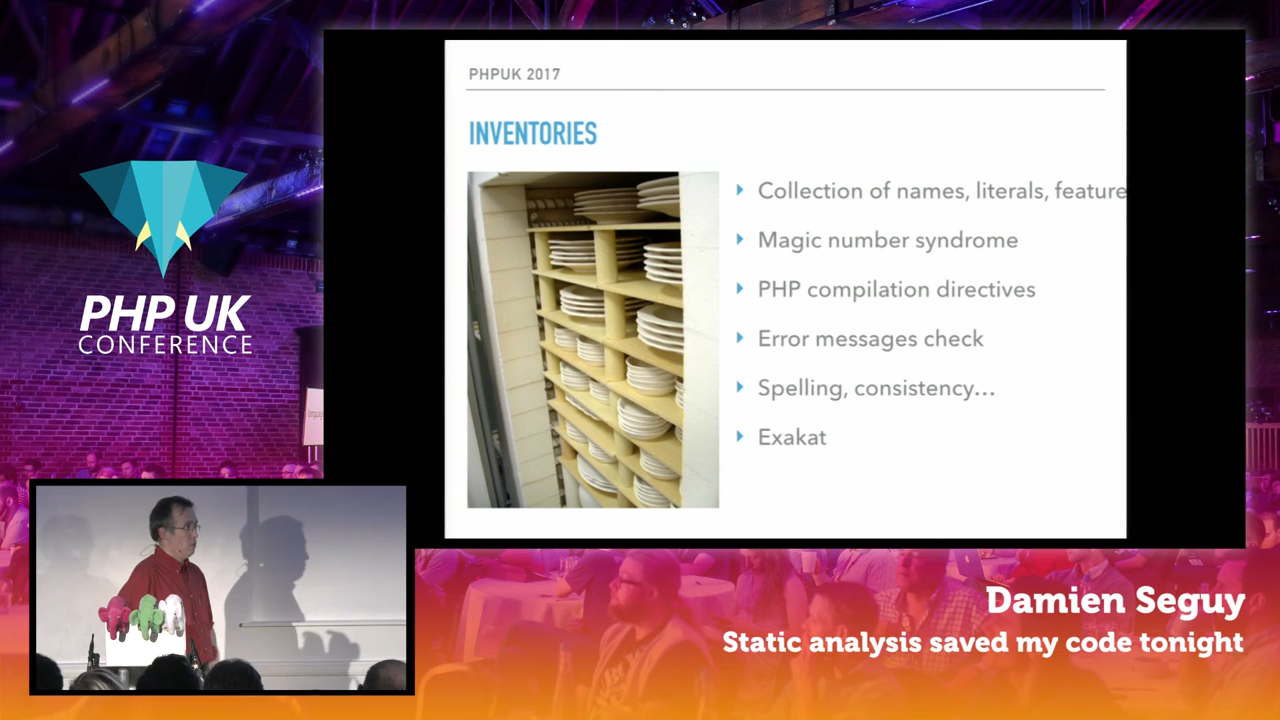 PHPUK 2017
INVENTORIES
Collection of names, literals, feature
Magic number syndrome
PHP compilation directives
Error messages check
Spelling, consistency…
Exakat
PHP UK
CONFERENCE
Damien Seguy
Static analysis saved my code tonight